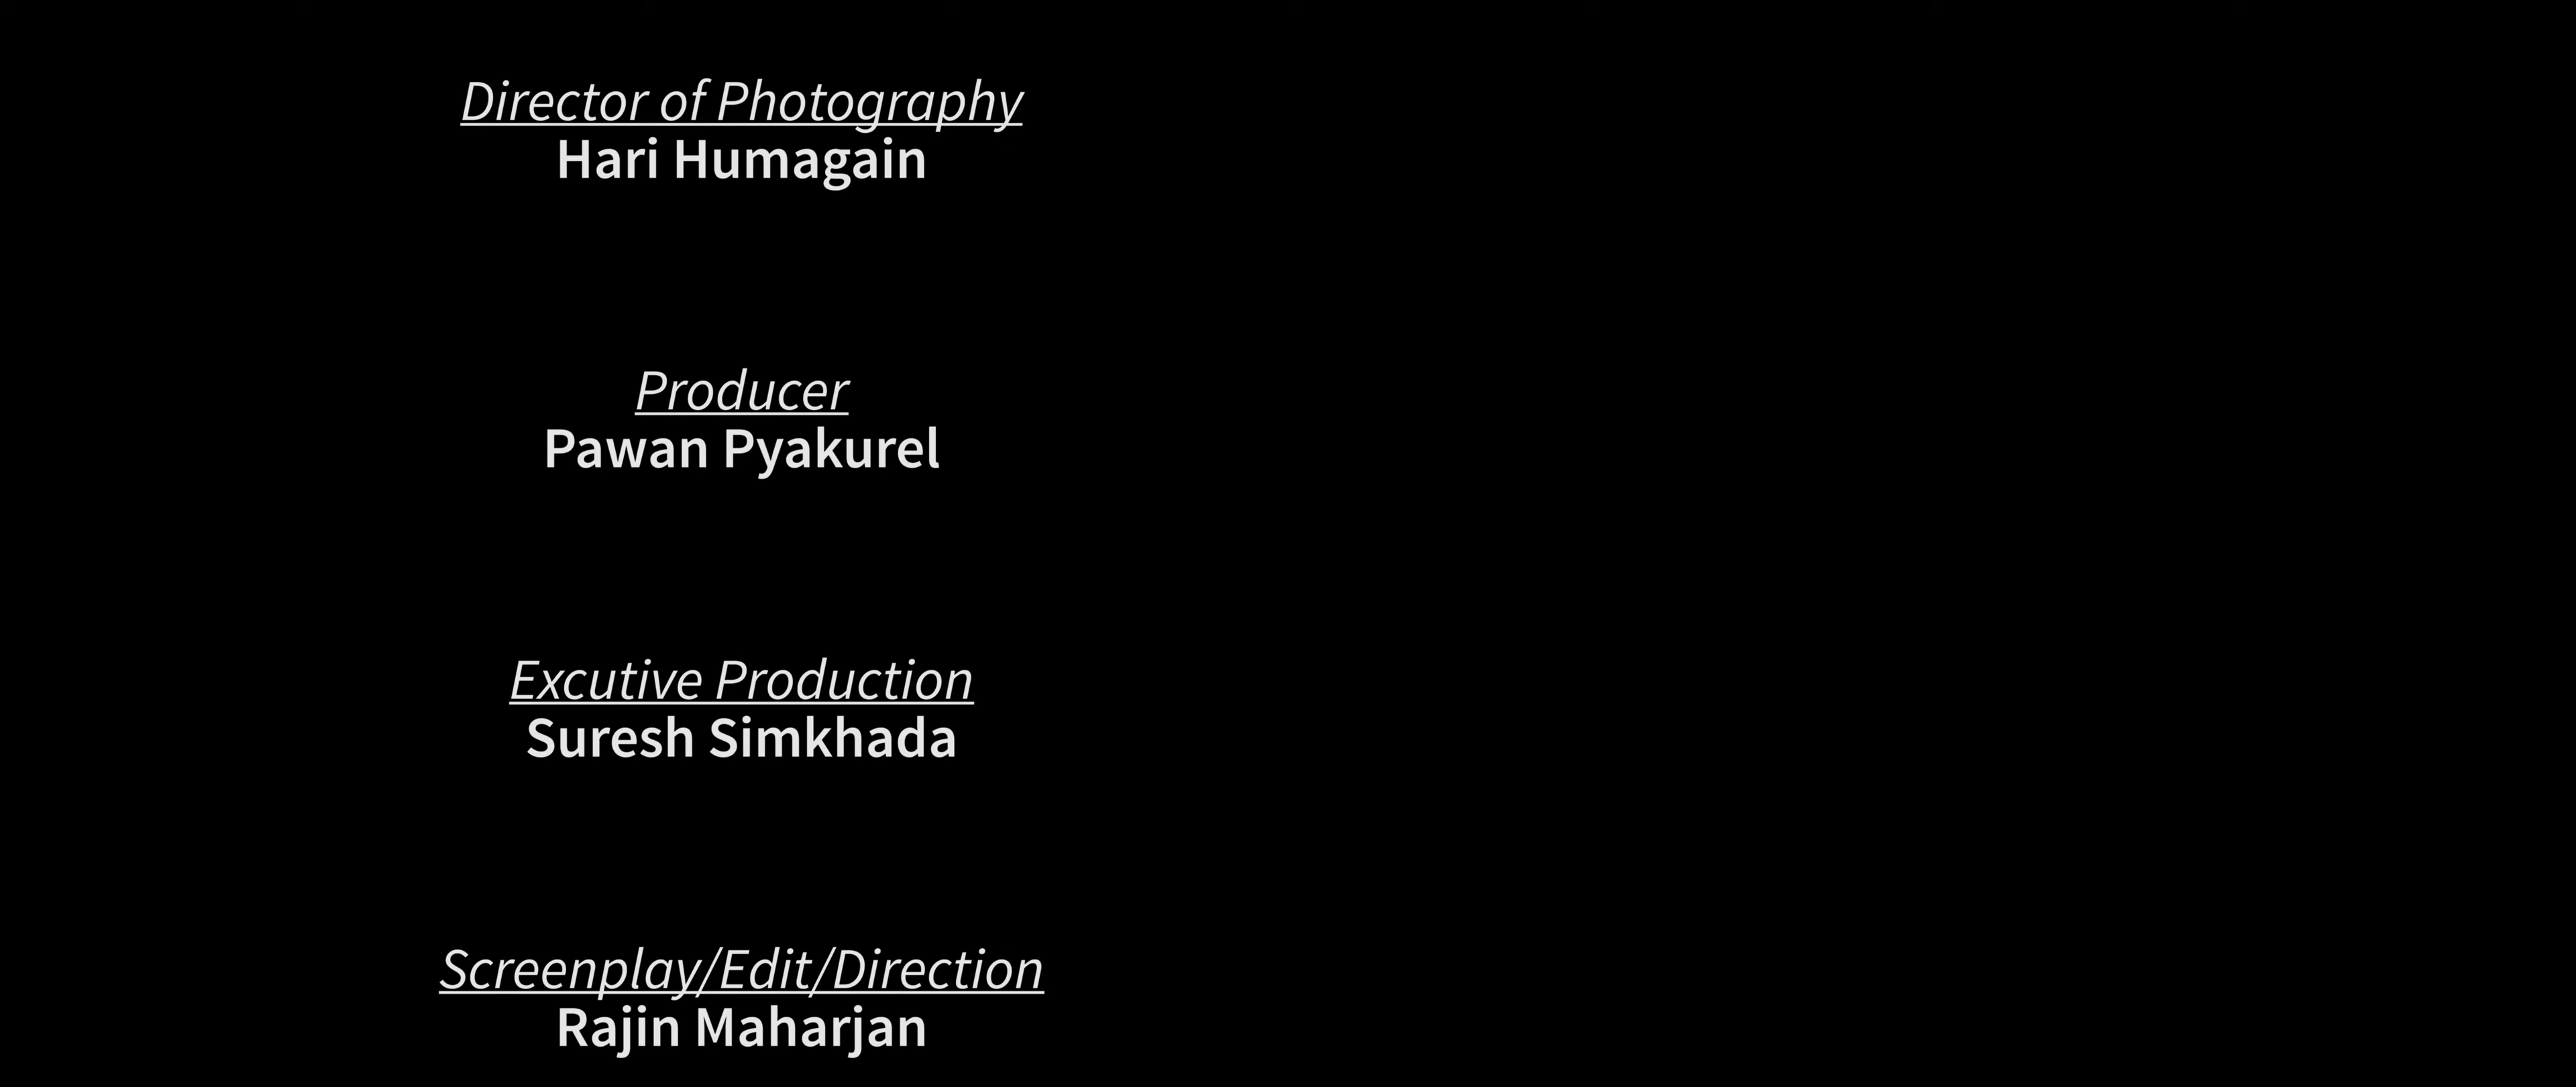 Director of Photography
Hari Humagain
Producer
Pawan Pyakurel
Excutive Production
Suresh Simkhada
Screenplay/Edit/Direction
Rajin Maharjan